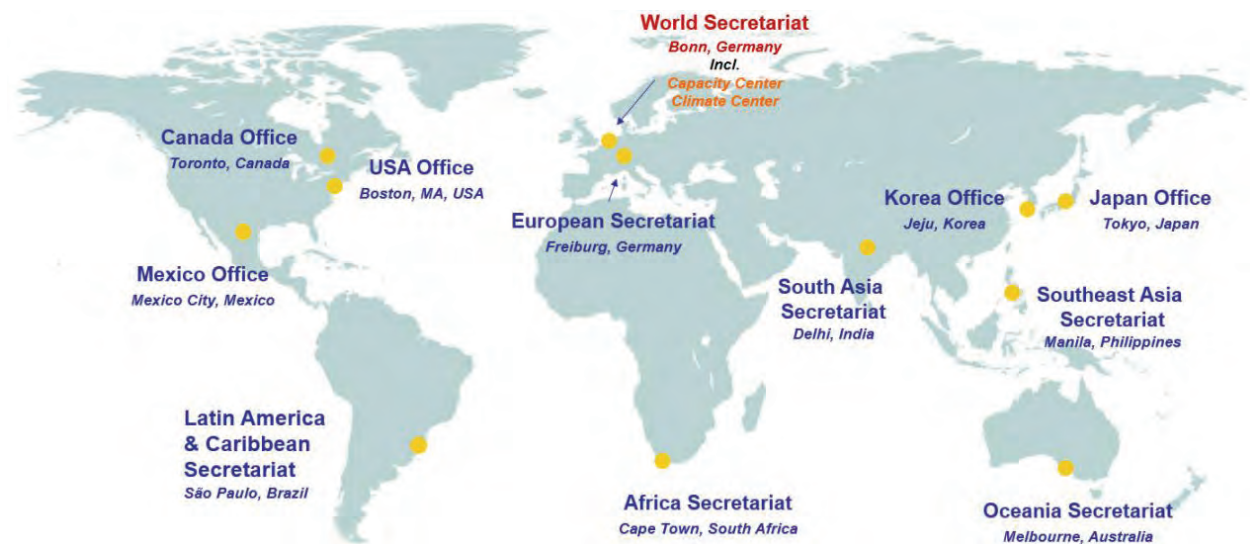 World Secretariat
Bonn, Germany
Incl.
Capacity Center
Climate Center
Canada Office
Toronto, Canada
USA Office
Boston, MA, USA
European Secretariat
Freiburg, Germany
Korea Office
Jeju, Korea
Japan Office
Tokyo, Japan
Mexico Office
Mexico City, Mexico
South Asia
Secretariat
Delhi, India
Southeast Asia
Secretariat
Manila, Philippines
Latin America
& Caribbean
Secretariat
São Paulo, Brazil
Africa Secretariat
Cape Town, South Africa
Oceania Secretariat
Melbourne, Australia